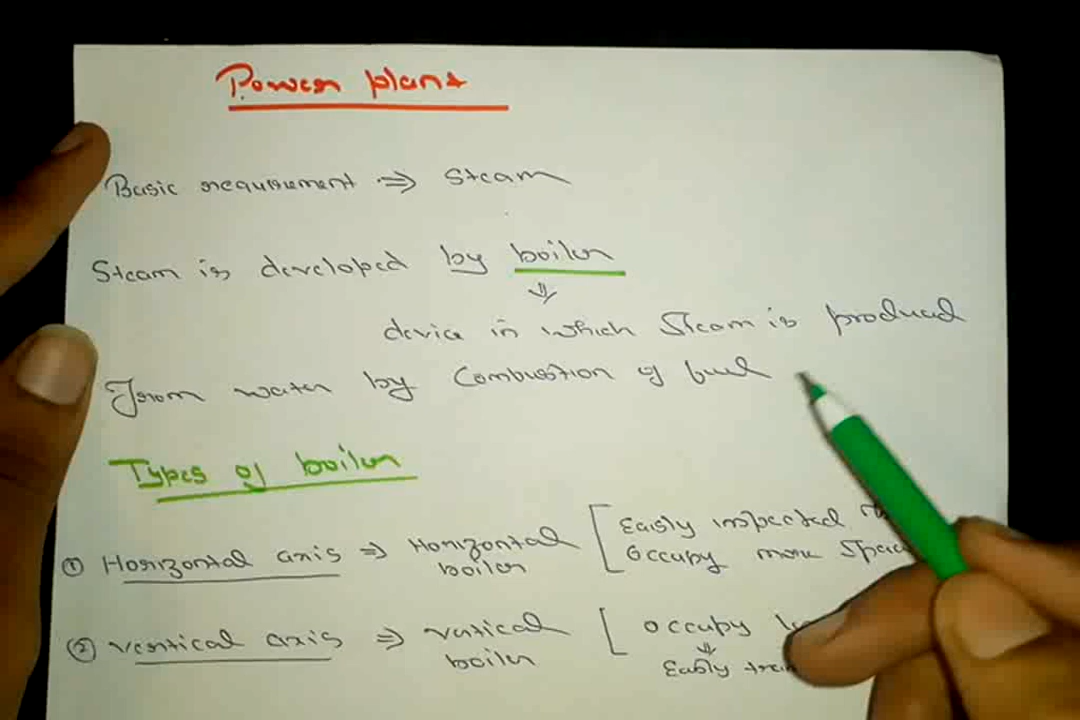 Power plant
Basic requirement ⇒ Steam
Steam is developed by boiler
⇓
device in which Steam is produced
from water by Combustion of fuel
Types of boiler
① Horizontal axis ⇒ Horizontal boiler [ Easily inspected
occupy more
② Vertical axis ⇒ vertical boiler [ occupy
⇓
Easily